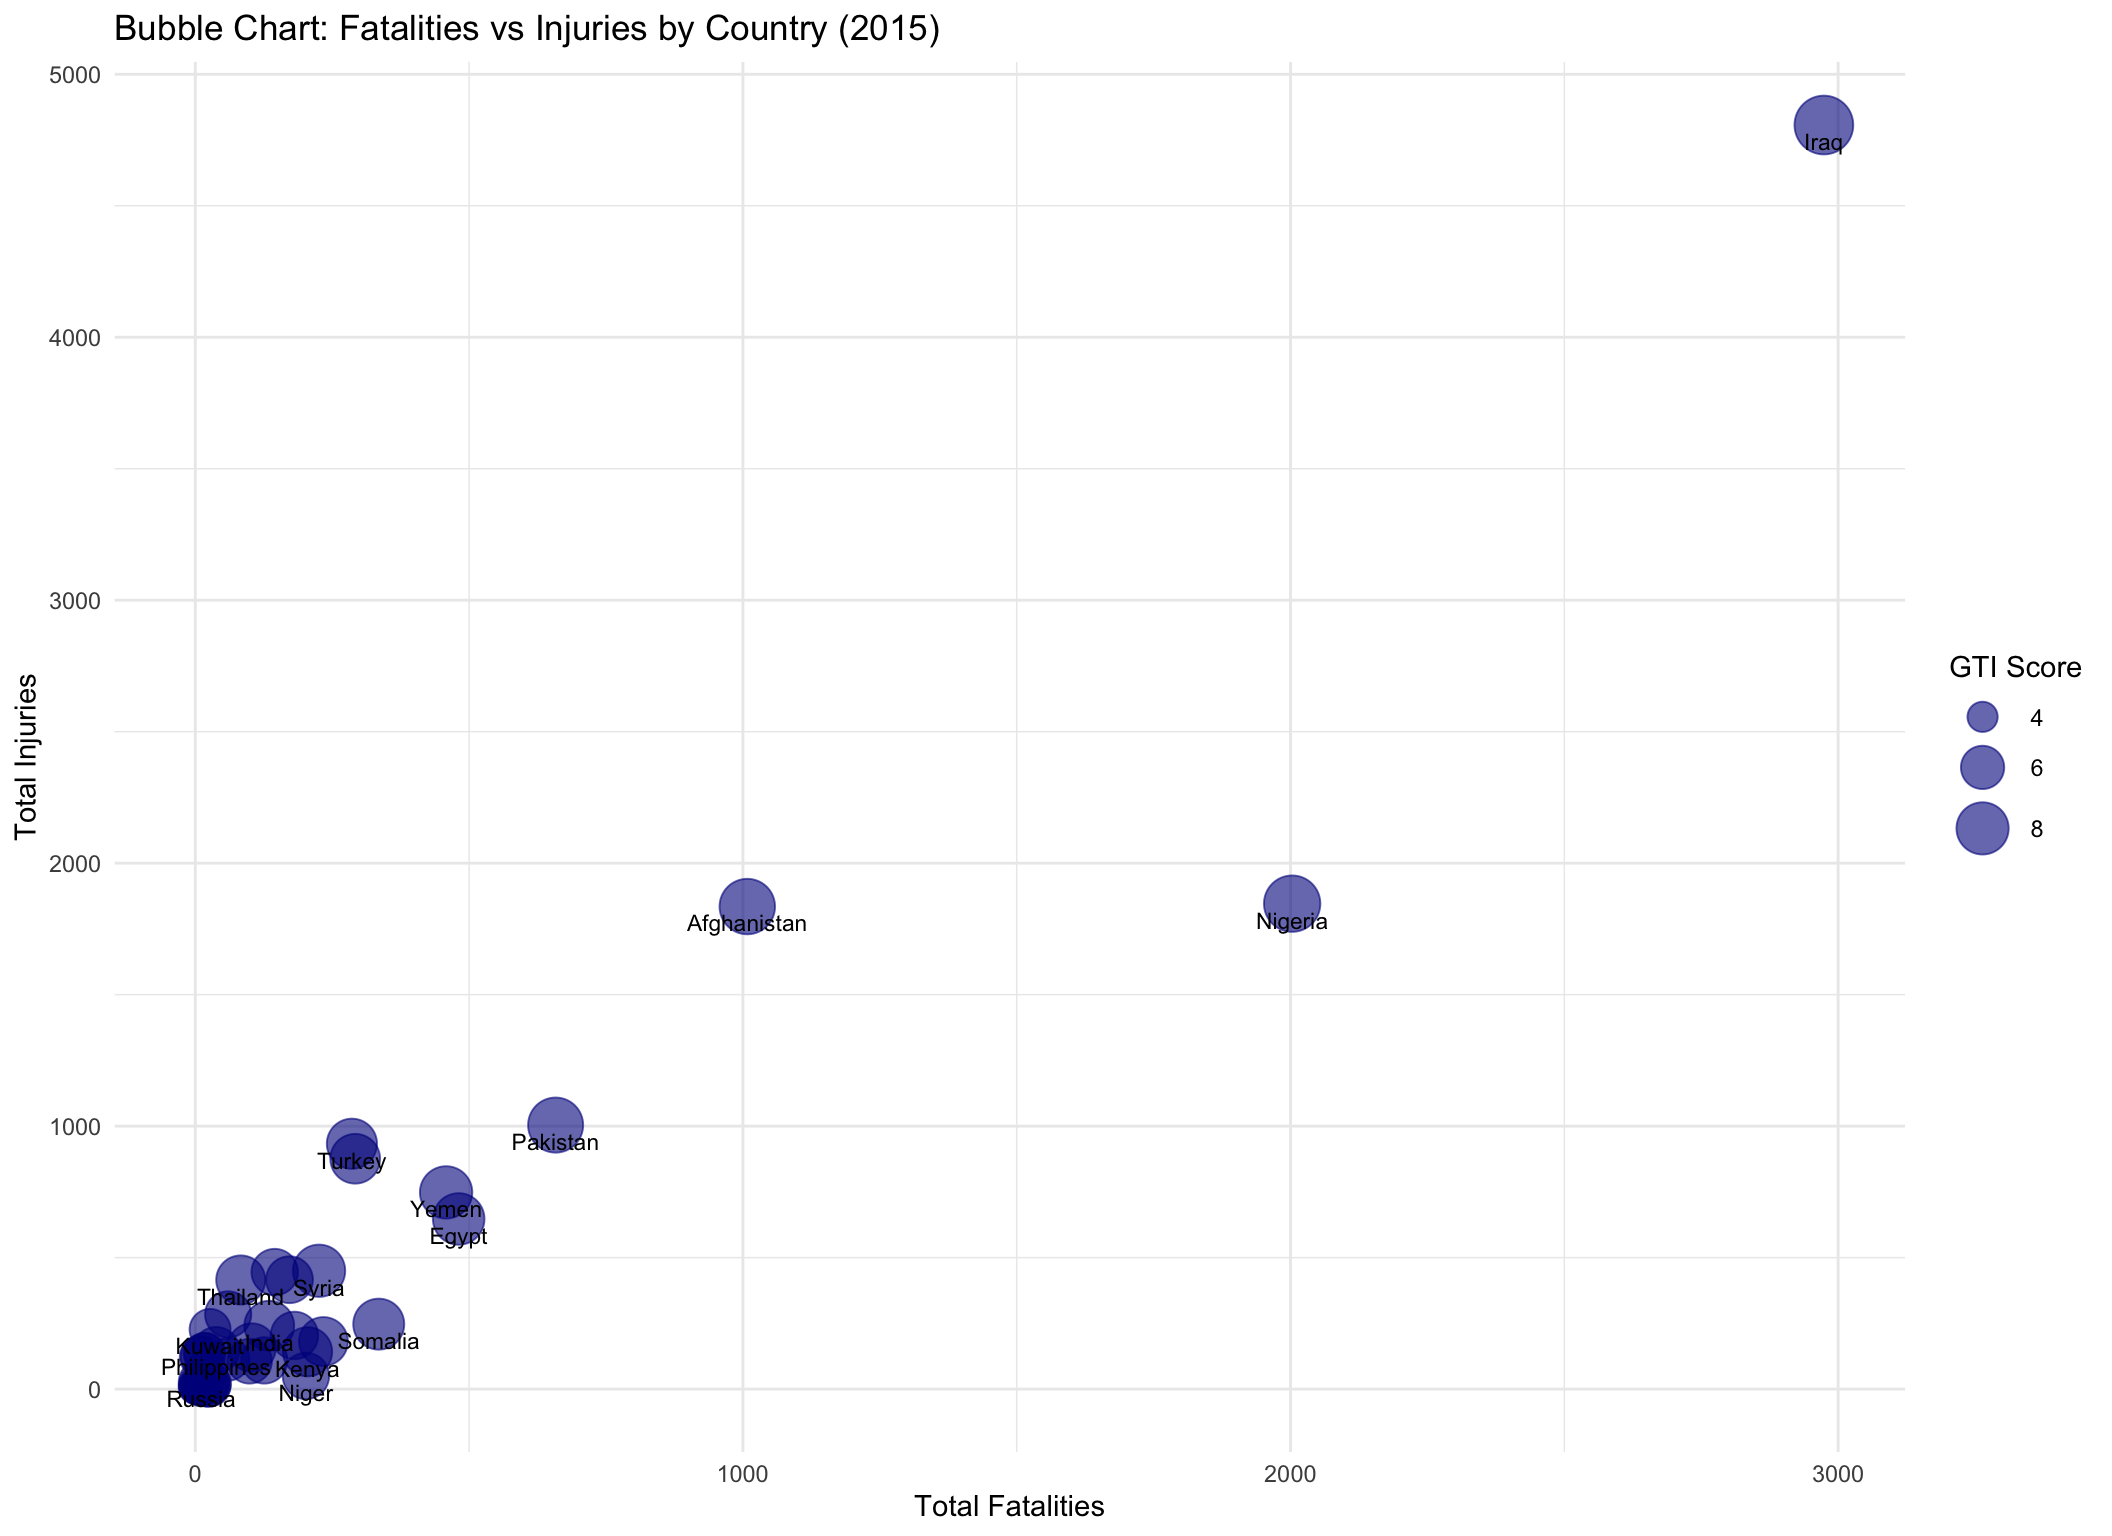 Bubble Chart: Fatalities vs Injuries by Country (2015)
5000
4000
3000
2000
1000
0
Total Injuries
Iraq
Afghanistan
Nigeria
Pakistan
Turkey
Yemen
Egypt
Syria
Thailand
Somalia
Kuwait
India
Philippines
Kenya
Niger
Russia
0
1000
2000
3000
Total Fatalities
GTI Score
4
6
8